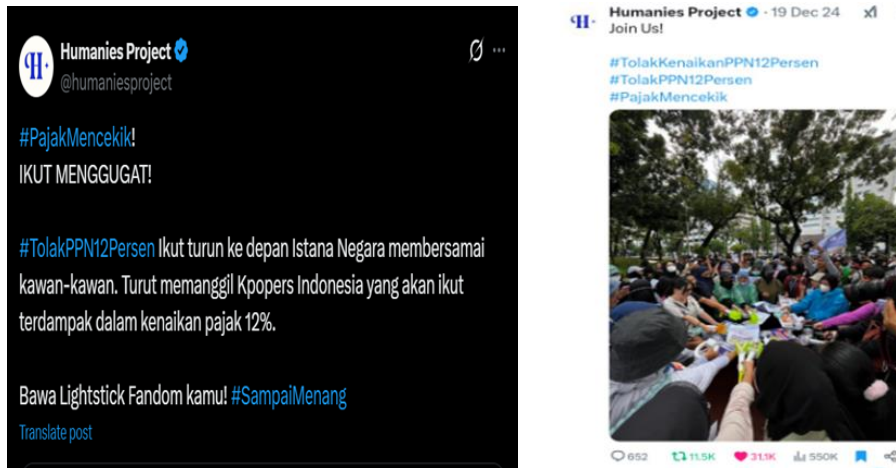 Humanies Project
@humaniesproject
#PajakMencekik!
IKUT MENGGUGAT!
#TolakPPN12Persen Ikut turun ke depan Istana Negara membersamai
kawan-kawan. Turut memanggil Kpopers Indonesia yang akan ikut
terdampak dalam kenaikan pajak 12%.
Bawa Lightstick Fandom kamu! #SampaiMenang
Translate post
Humanies Project · 19 Dec 24
Join Us!
#TolakKenaikanPPN12Persen
#TolakPPN12Persen
#PajakMencekik
652 11.5K 31.1K 550K